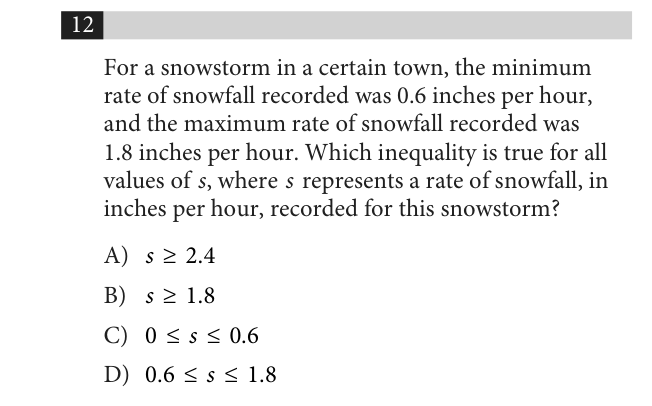 12
For a snowstorm in a certain town, the minimum
rate of snowfall recorded was 0.6 inches per hour,
and the maximum rate of snowfall recorded was
1.8 inches per hour. Which inequality is true for all
values of s, where s represents a rate of snowfall, in
inches per hour, recorded for this snowstorm?
A) s ≥ 2.4
B) s ≥ 1.8
C) 0 ≤ s ≤ 0.6
D) 0.6 ≤ s ≤ 1.8